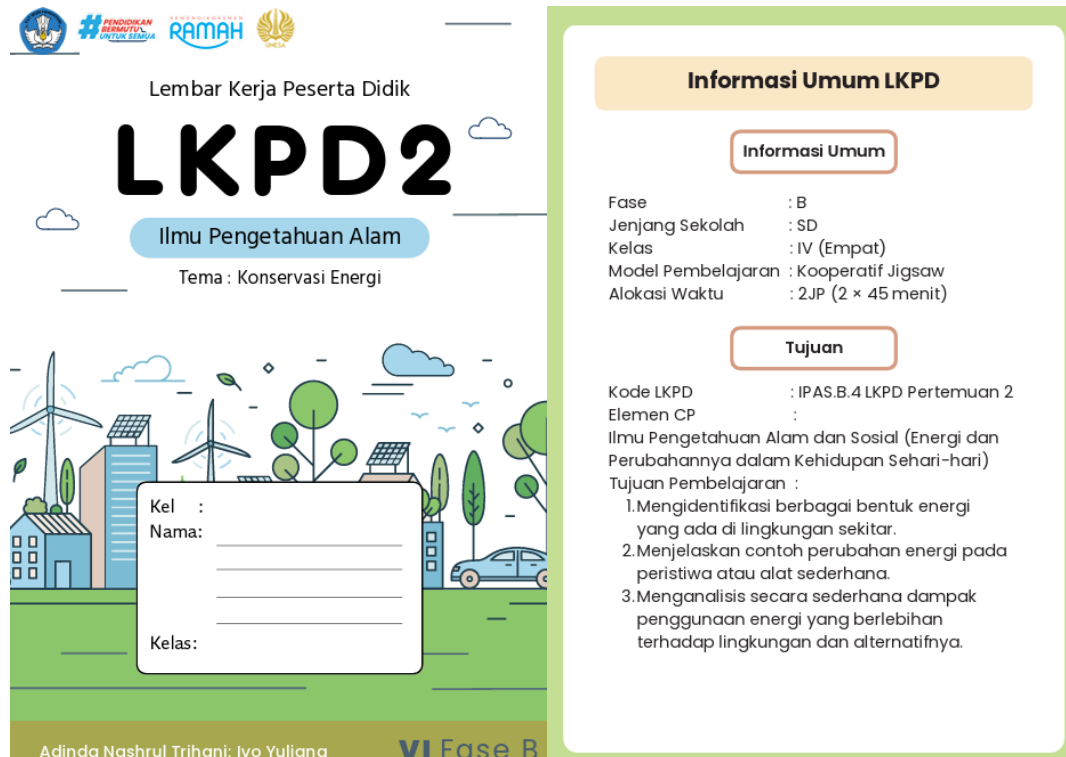 #PENDIDIKAN
BERMUTU
UNTUK SEMUA
KEMENDIKDASMEN
RAMAH
UNESA
Lembar Kerja Peserta Didik
LKPD2
Ilmu Pengetahuan Alam
Tema : Konservasi Energi
Kel :
Nama:
Kelas:
Adinda Nashrul Trihani; Ivo Yuliana
VI Fase B
Informasi Umum LKPD
Informasi Umum
Fase : B
Jenjang Sekolah : SD
Kelas : IV (Empat)
Model Pembelajaran : Kooperatif Jigsaw
Alokasi Waktu : 2JP (2 × 45 menit)
Tujuan
Kode LKPD : IPAS.B.4 LKPD Pertemuan 2
Elemen CP :
Ilmu Pengetahuan Alam dan Sosial (Energi dan
Perubahannya dalam Kehidupan Sehari-hari)
Tujuan Pembelajaran :
1. Mengidentifikasi berbagai bentuk energi
yang ada di lingkungan sekitar.
2. Menjelaskan contoh perubahan energi pada
peristiwa atau alat sederhana.
3. Menganalisis secara sederhana dampak
penggunaan energi yang berlebihan
terhadap lingkungan dan alternatifnya.